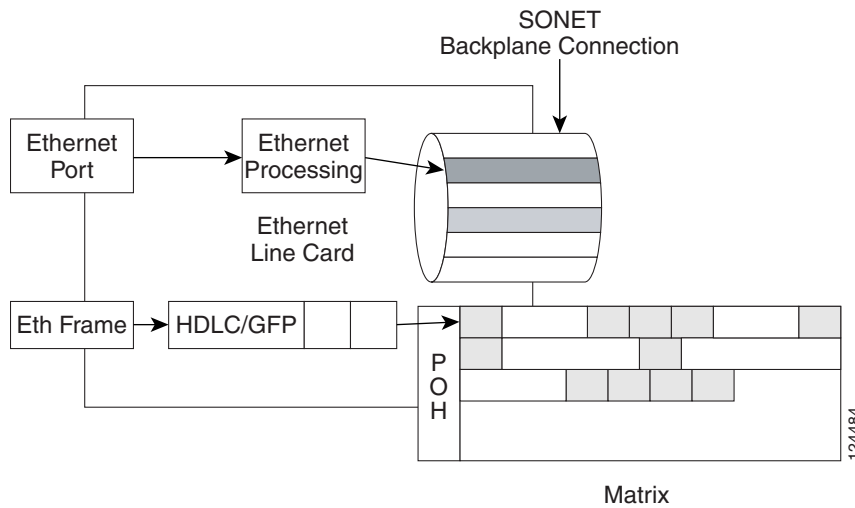 SONET
Backplane Connection
Ethernet
Port
Ethernet
Processing
Ethernet
Line Card
Eth Frame
HDLC/GFP
P
O
H
124484
Matrix